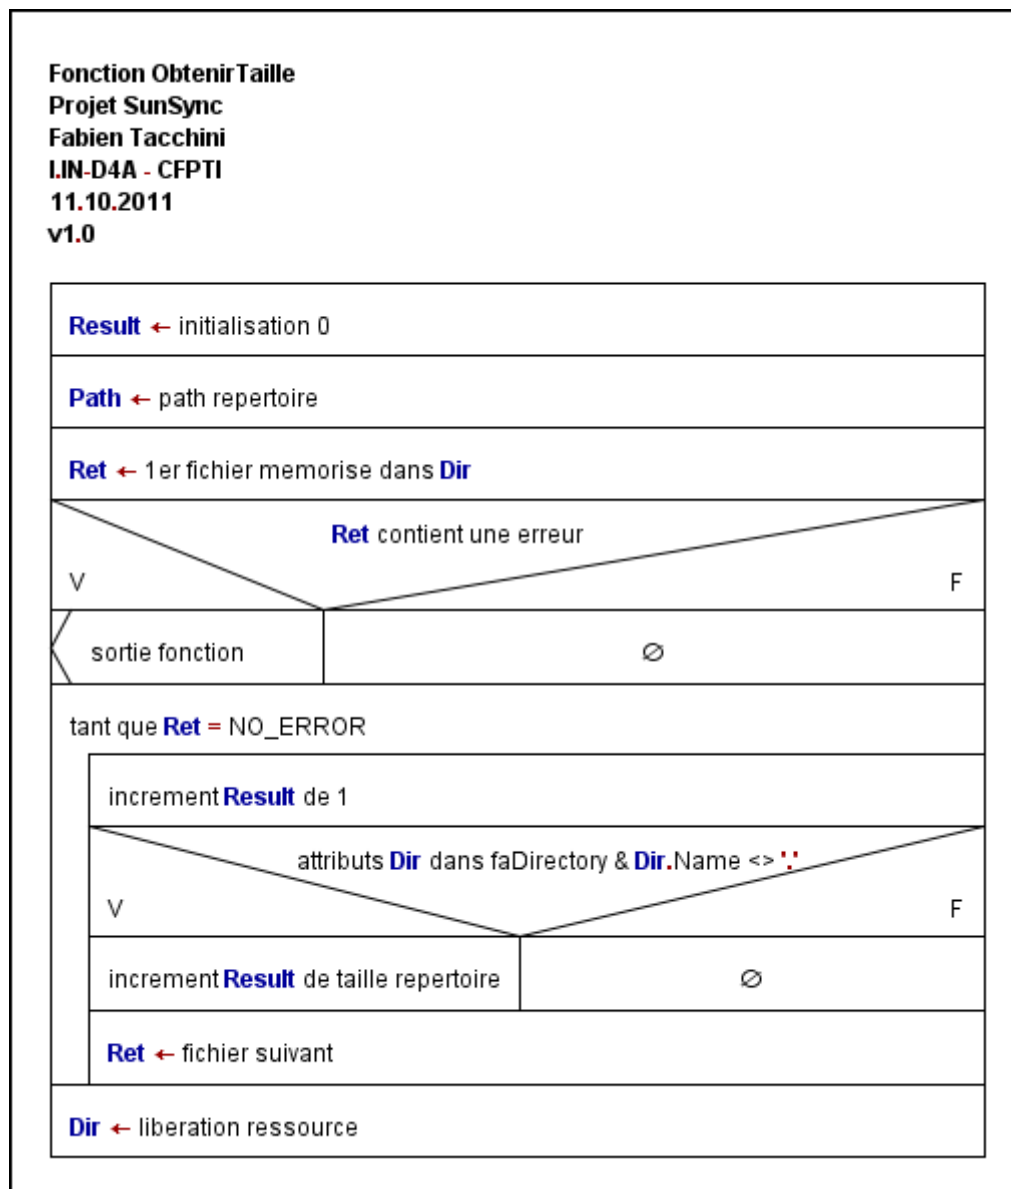 Fonction ObtenirTaille
Projet SunSync
Fabien Tacchini
I.IN-D4A - CFPTI
11.10.2011
v1.0
Result ← initialisation 0
Path ← path repertoire
Ret ← 1er fichier memorise dans Dir
Ret contient une erreur
V F
sortie fonction ∅
tant que Ret = NO_ERROR
increment Result de 1
attributs Dir dans faDirectory & Dir.Name <> '.'
V F
increment Result de taille repertoire ∅
Ret ← fichier suivant
Dir ← liberation ressource